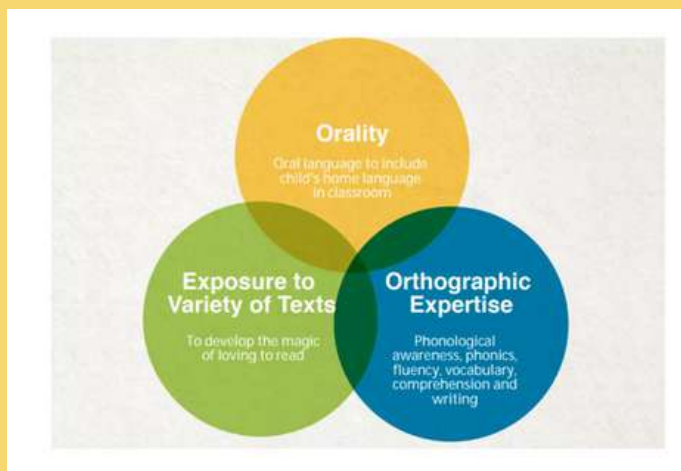 Orality
Oral language to include
child's home language
in classroom
Exposure to
Variety of Texts
To develop the magic
of loving to read
Orthographic
Expertise
Phonological
awareness, phonics,
fluency, vocabulary,
comprehension and
writing